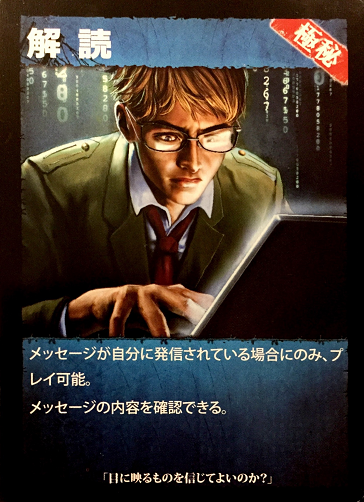 解読
極秘
メッセージが自分に発信されている場合にのみ、プ
レイ可能。
メッセージの内容を確認できる。
「目に映るものを信じてよいのか？」